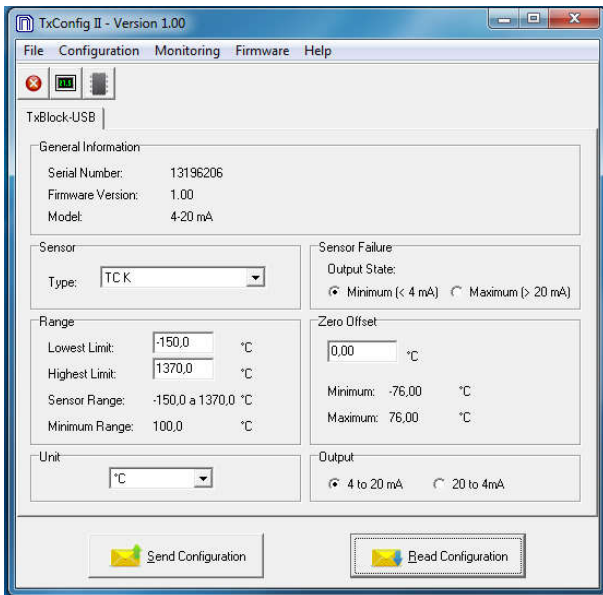 TxConfig II - Version 1.00
File Configuration Monitoring Firmware Help
TxBlock-USB
General Information
Serial Number: 13196206
Firmware Version: 1.00
Model: 4-20 mA
Sensor
Type: TC K
Sensor Failure
Output State:
Minimum (< 4 mA) Maximum (> 20 mA)
Range
Lowest Limit: -150,0 °C
Highest Limit: 1370,0 °C
Sensor Range: -150,0 a 1370,0 °C
Minimum Range: 100,0 °C
Zero Offset
0,00 °C
Minimum: -76,00 °C
Maximum: 76,00 °C
Unit
°C
Output
4 to 20 mA 20 to 4mA
Send Configuration
Read Configuration